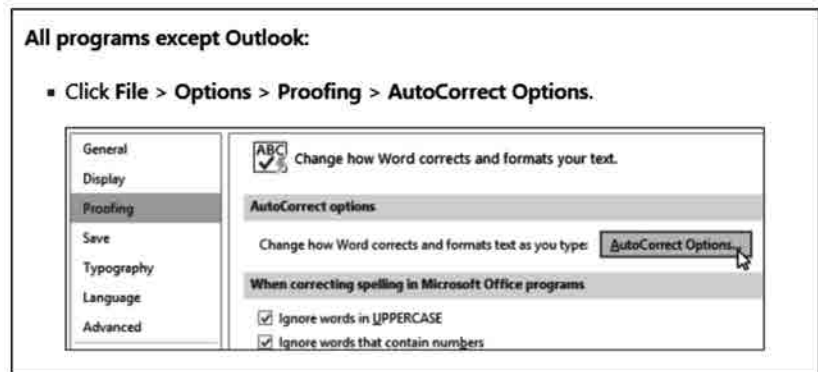 All programs except Outlook:
▪ Click File > Options > Proofing > AutoCorrect Options.
General
Display
Proofing
Save
Typography
Language
Advanced
ABC
Change how Word corrects and formats your text.
AutoCorrect options
Change how Word corrects and formats text as you type:
AutoCorrect Options...
When correcting spelling in Microsoft Office programs
Ignore words in UPPERCASE
Ignore words that contain numbers